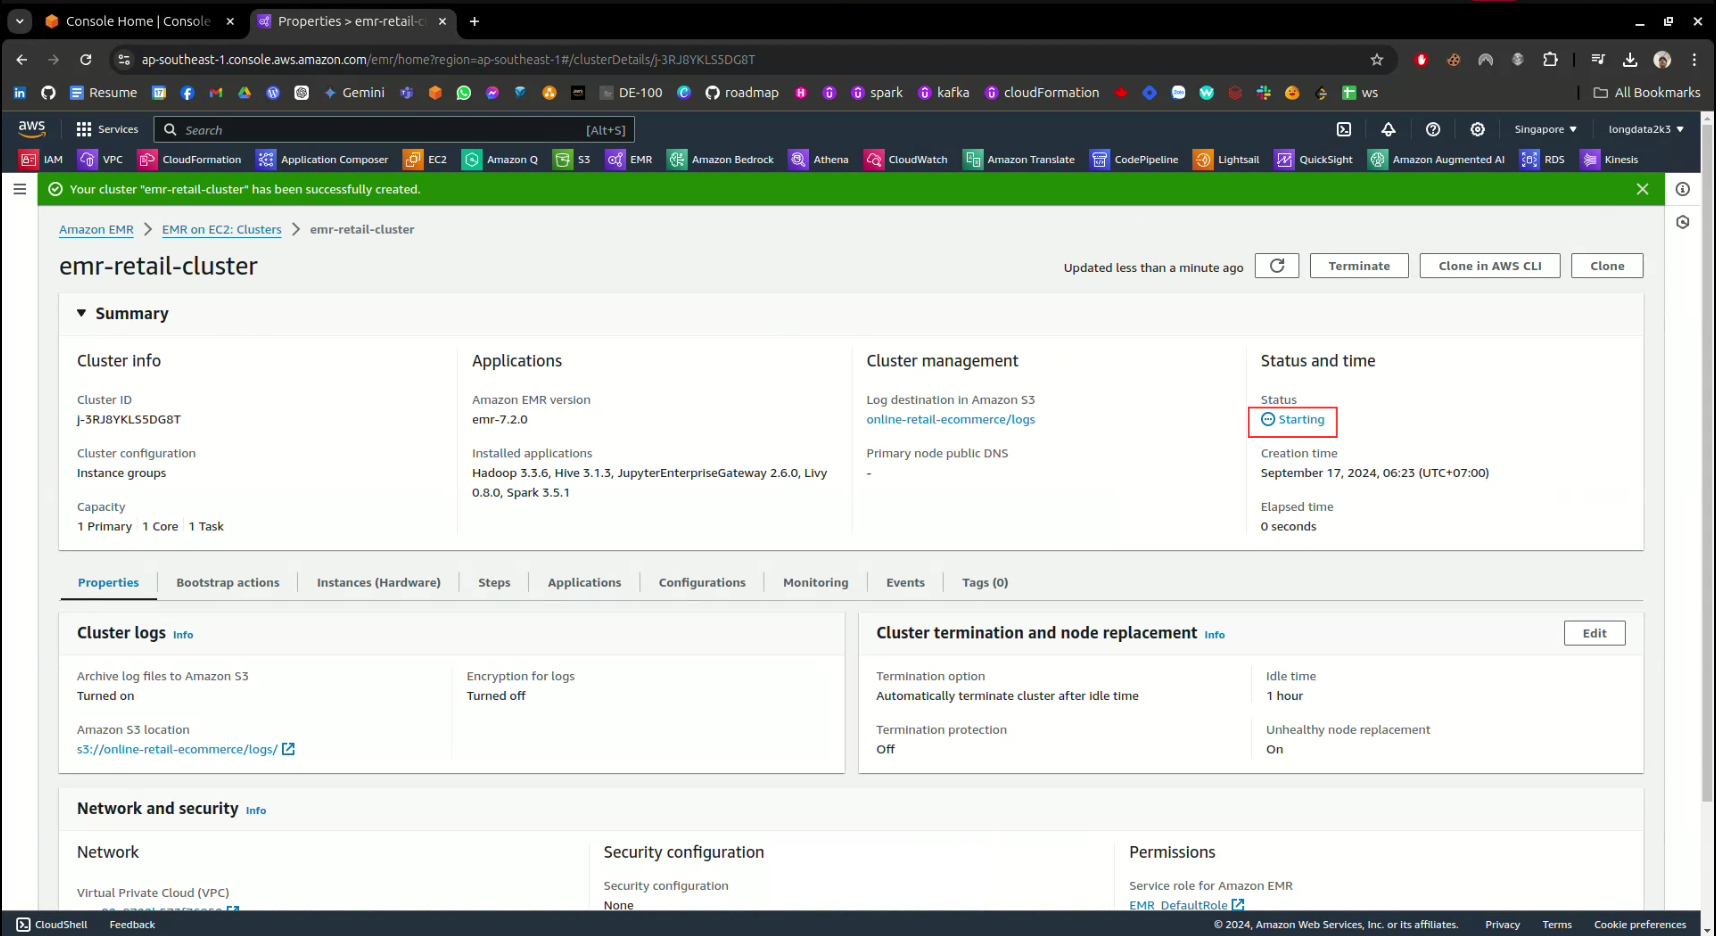 Console Home | Console
Properties > emr-retail-c
ap-southeast-1.console.aws.amazon.com/emr/home?region=ap-southeast-1#/clusterDetails/j-3RJ8YKLS5DG8T
Resume
Gemini
DE-100
roadmap
spark
kafka
cloudFormation
ws
All Bookmarks
aws
Services
Search
[Alt+S]
Singapore
longdata2k3
IAM
VPC
CloudFormation
Application Composer
EC2
Amazon Q
S3
EMR
Amazon Bedrock
Athena
CloudWatch
Amazon Translate
CodePipeline
Lightsail
QuickSight
Amazon Augmented AI
RDS
Kinesis
Your cluster "emr-retail-cluster" has been successfully created.
Amazon EMR > EMR on EC2: Clusters > emr-retail-cluster
emr-retail-cluster
Updated less than a minute ago
Terminate
Clone in AWS CLI
Clone
Summary
Cluster info
Cluster ID
j-3RJ8YKLS5DG8T
Cluster configuration
Instance groups
Capacity
1 Primary | 1 Core | 1 Task
Applications
Amazon EMR version
emr-7.2.0
Installed applications
Hadoop 3.3.6, Hive 3.1.3, JupyterEnterpriseGateway 2.6.0, Livy
0.8.0, Spark 3.5.1
Cluster management
Log destination in Amazon S3
online-retail-ecommerce/logs
Primary node public DNS
-
Status and time
Status
Starting
Creation time
September 17, 2024, 06:23 (UTC+07:00)
Elapsed time
0 seconds
Properties
Bootstrap actions
Instances (Hardware)
Steps
Applications
Configurations
Monitoring
Events
Tags (0)
Cluster logs Info
Archive log files to Amazon S3
Turned on
Amazon S3 location
s3://online-retail-ecommerce/logs/
Encryption for logs
Turned off
Cluster termination and node replacement Info
Edit
Termination option
Automatically terminate cluster after idle time
Termination protection
Off
Idle time
1 hour
Unhealthy node replacement
On
Network and security Info
Network
Virtual Private Cloud (VPC)
Security configuration
Security configuration
None
Permissions
Service role for Amazon EMR
EMR_DefaultRole
CloudShell
Feedback
© 2024, Amazon Web Services, Inc. or its affiliates.
Privacy
Terms
Cookie preferences